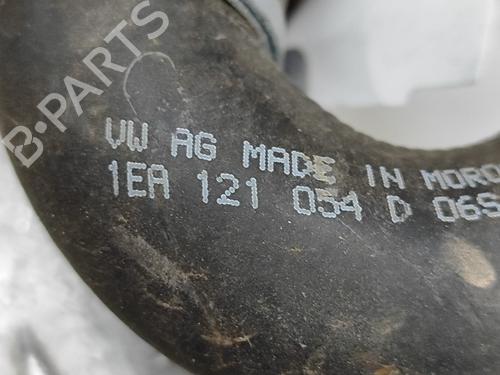 B-PARTS
VW AG MADE IN MORO
1EA 121 054 D 06S